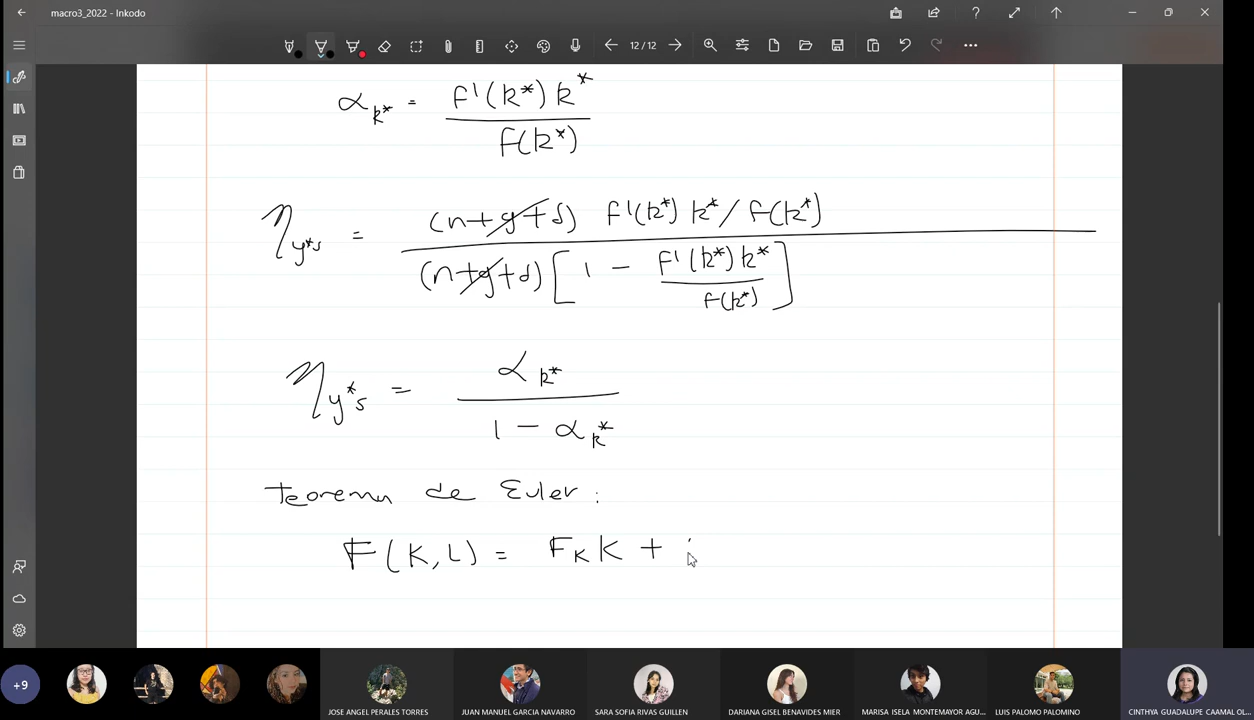 macro3_2022 - Inkodo
12/12
α_k* = f'(k*) k* / f(k*)
η_y*s = (n+g+δ) f'(k*) k* / f(k*)
(n+g+δ) [ 1 - f'(k*) k* / f(k*) ]
η_y*s = α_k* / 1 - α_k*
Teorema de Euler :
F(K,L) = F_K K +
+9
JOSE ANGEL PERALES TORRES
JUAN MANUEL GARCIA NAVARRO
SARA SOFIA RIVAS GUILLEN
DARIANA GISEL BENAVIDES MIER
MARISA ISELA MONTEMAYOR AGU...
LUIS PALOMO PALOMINO
CINTHYA GUADALUPE CAAMAL OL...